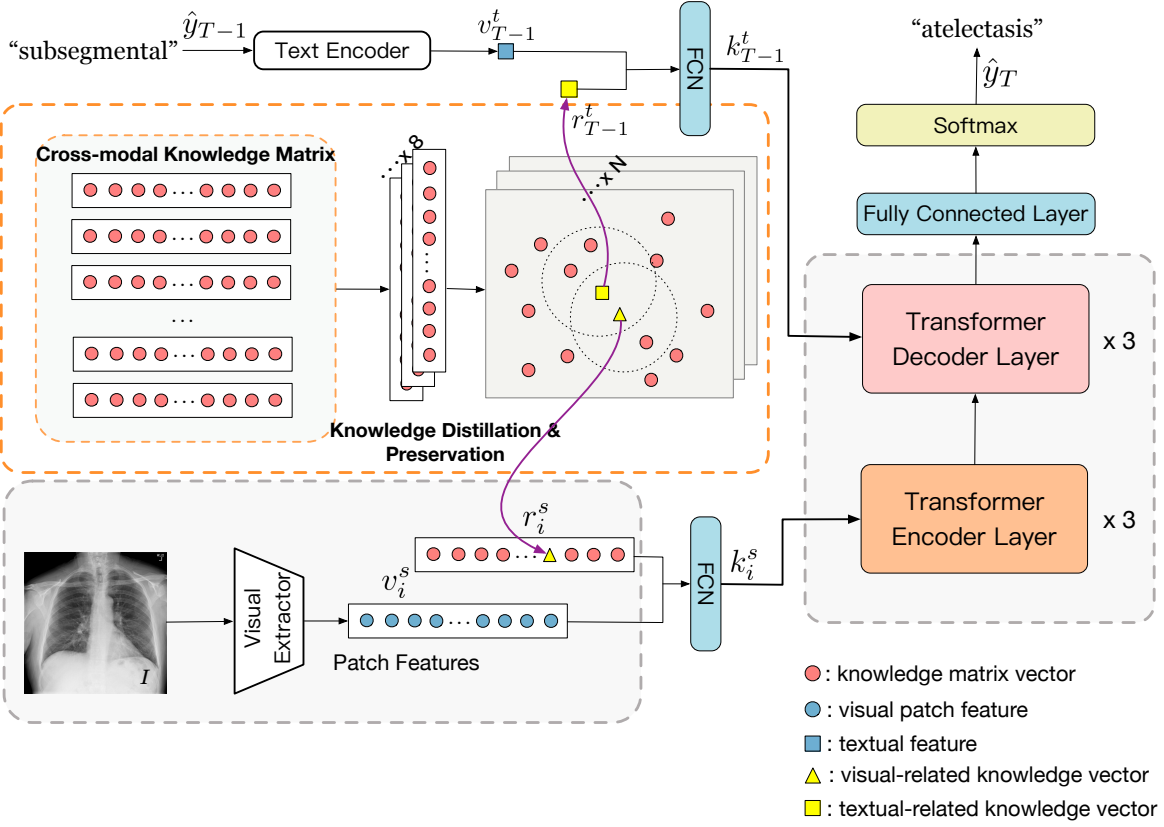 “subsegmental”
ŷ_{T−1}
Text Encoder
v^t_{T−1}
FCN
k^t_{T−1}
r^t_{T−1}
“atelectasis”
ŷ_T
Softmax
Fully Connected Layer
Transformer
Decoder Layer
x 3
Transformer
Encoder Layer
x 3
Cross-modal Knowledge Matrix
...
...
...
...
...
...
...x 8
...
...x N
Knowledge Distillation &
Preservation
r^s_i
...
v^s_i
...
Visual
Extractor
Patch Features
I
FCN
k^s_i
: knowledge matrix vector
: visual patch feature
: textual feature
: visual-related knowledge vector
: textual-related knowledge vector